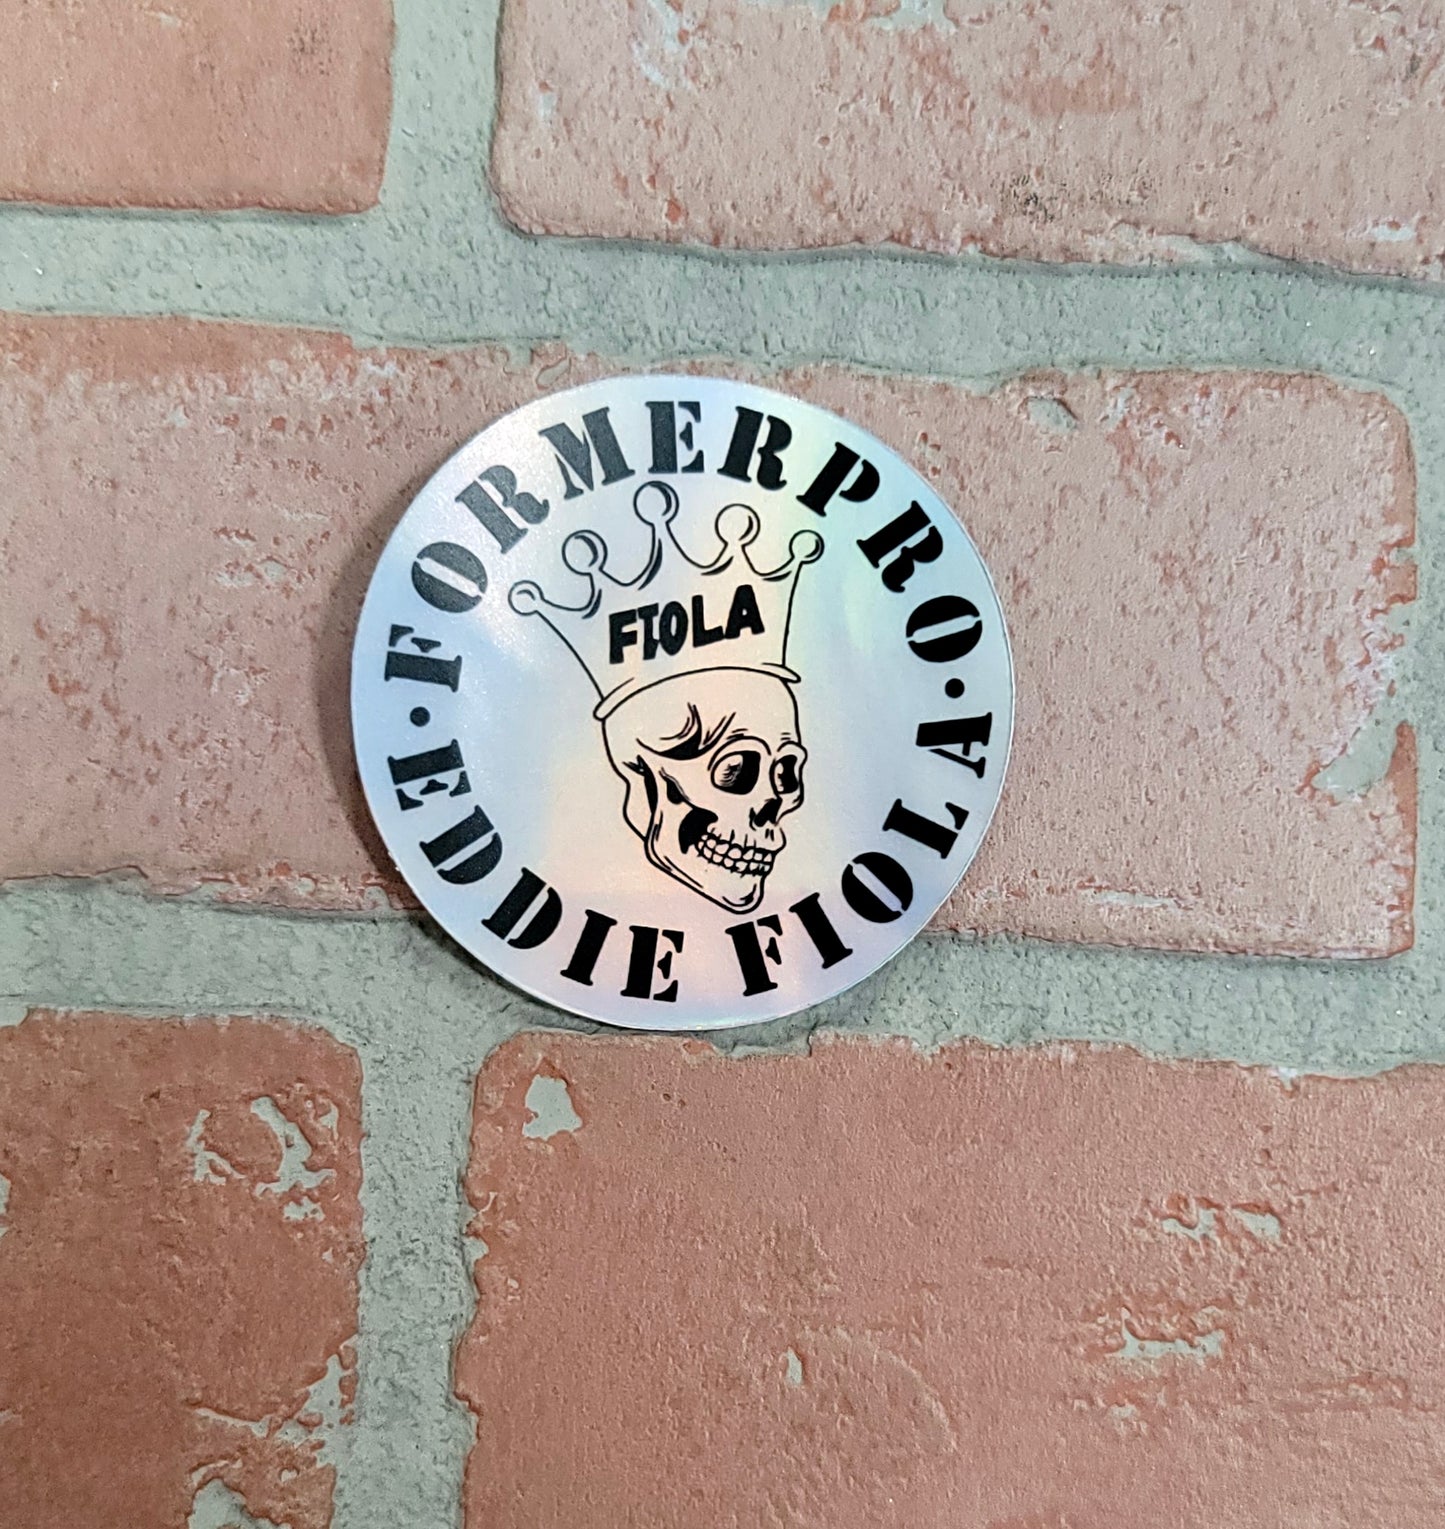 FORMERPRO
FIOLA
• EDDIE FIOLA •